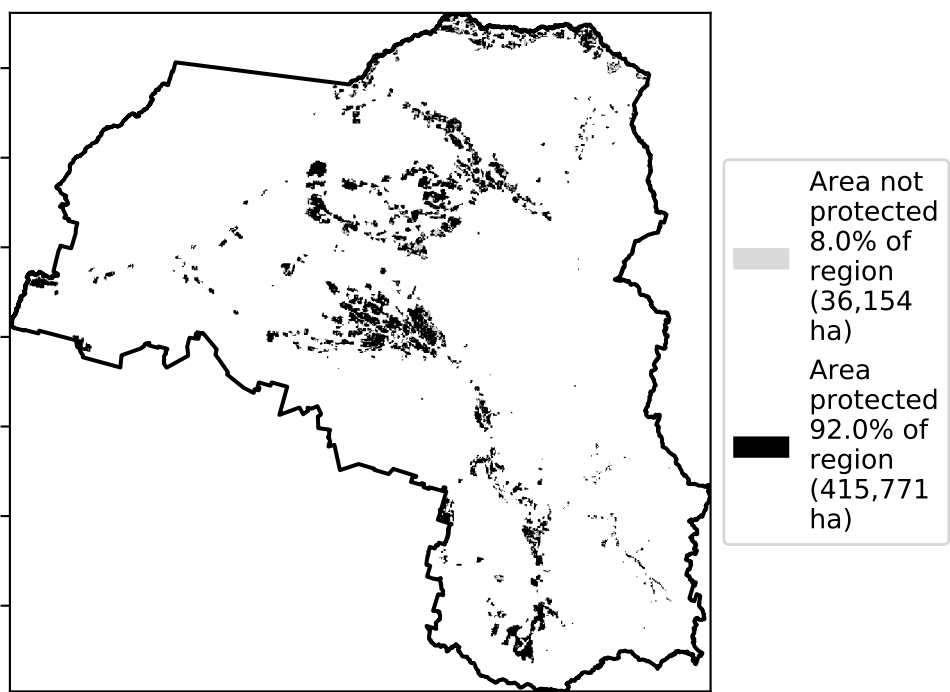 Area not
protected
8.0% of
region
(36,154
ha)
Area
protected
92.0% of
region
(415,771
ha)